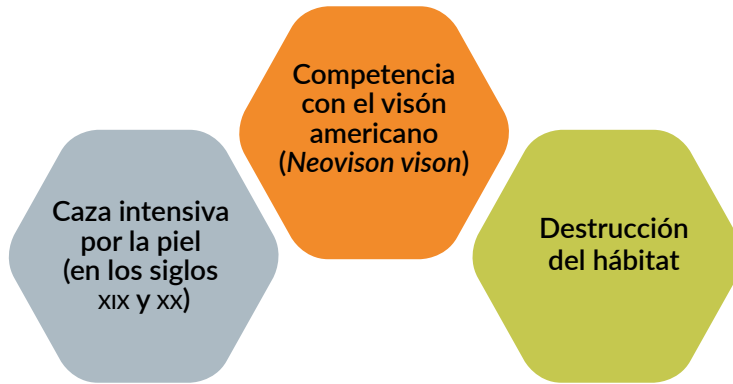 Caza intensiva
por la piel
(en los siglos
XIX y XX)
Competencia
con el visón
americano
(Neovison vison)
Destrucción
del hábitat